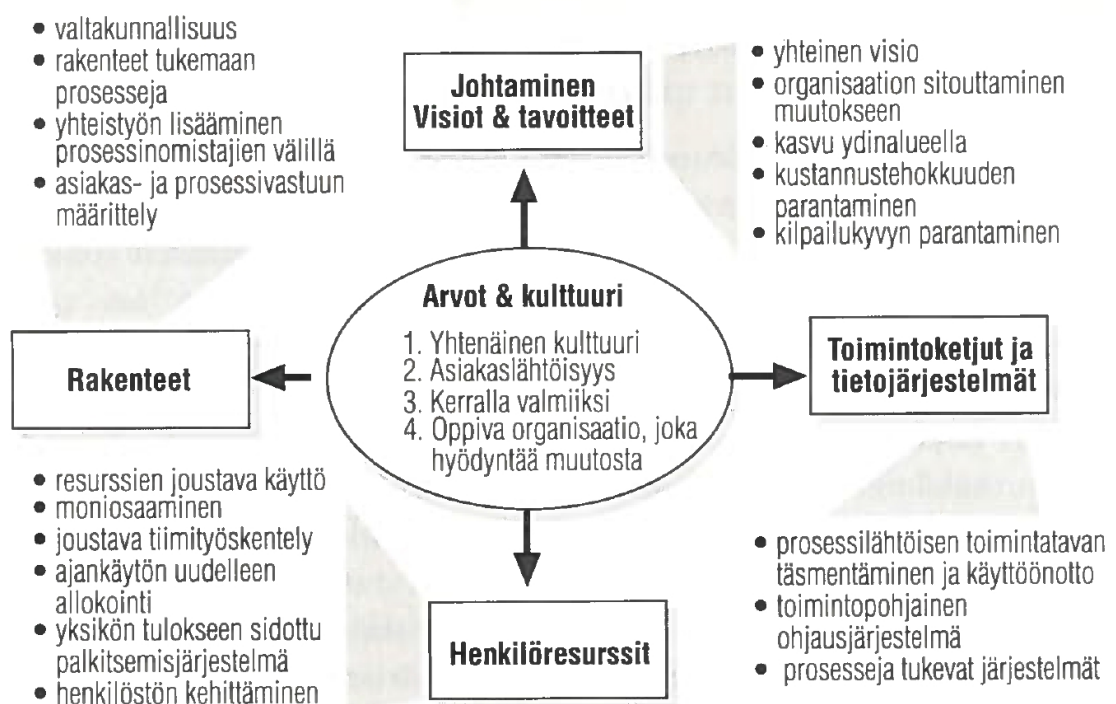 • valtakunnallisuus
• rakenteet tukemaan
prosesseja
• yhteistyön lisääminen
prosessinomistajien välillä
• asiakas- ja prosessivastuun
määrittely
Johtaminen
Visiot & tavoitteet
• yhteinen visio
• organisaation sitouttaminen
muutokseen
• kasvu ydinalueella
• kustannustehokkuuden
parantaminen
• kilpailukyvyn parantaminen
Rakenteet
Arvot & kulttuuri
1. Yhtenäinen kulttuuri
2. Asiakaslähtöisyys
3. Kerralla valmiiksi
4. Oppiva organisaatio, joka
hyödyntää muutosta
Toimintoketjut ja
tietojärjestelmät
• resurssien joustava käyttö
• moniosaaminen
• joustava tiimityöskentely
• ajankäytön uudelleen
allokointi
• yksikön tulokseen sidottu
palkitsemisjärjestelmä
• henkilöstön kehittäminen
Henkilöresurssit
• prosessilähtöisen toimintatavan
täsmentäminen ja käyttöönotto
• toimintopohjainen
ohjausjärjestelmä
• prosesseja tukevat järjestelmät